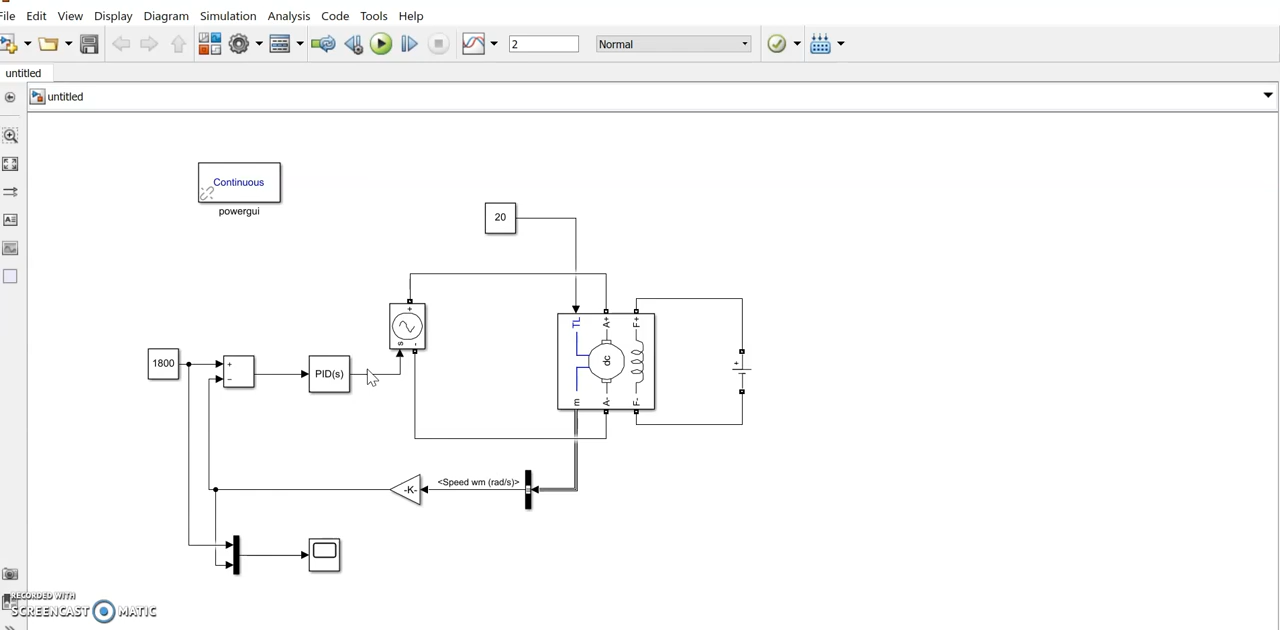 File Edit View Display Diagram Simulation Analysis Code Tools Help
2
Normal
untitled
untitled
Continuous
powergui
20
+
s
-
TL
A+
F+
dc
m
A-
F-
+
1800
+
-
PID(s)
-K-
<Speed wm (rad/s)>
RECORDED WITH
SCREENCAST MATIC